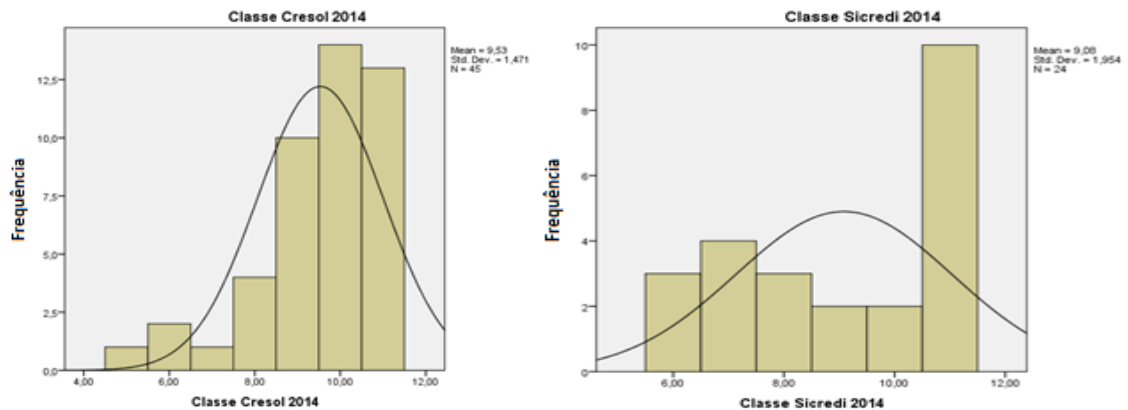 Classe Cresol 2014
Mean = 9,53
Std. Dev. = 1,471
N = 45
Frequência
12,5
10,0
7,5
5,0
2,5
0,0
4,00 6,00 8,00 10,00 12,00
Classe Cresol 2014
Classe Sicredi 2014
Mean = 9,08
Std. Dev. = 1,954
N = 24
Frequência
10
8
6
4
2
0
6,00 8,00 10,00 12,00
Classe Sicredi 2014